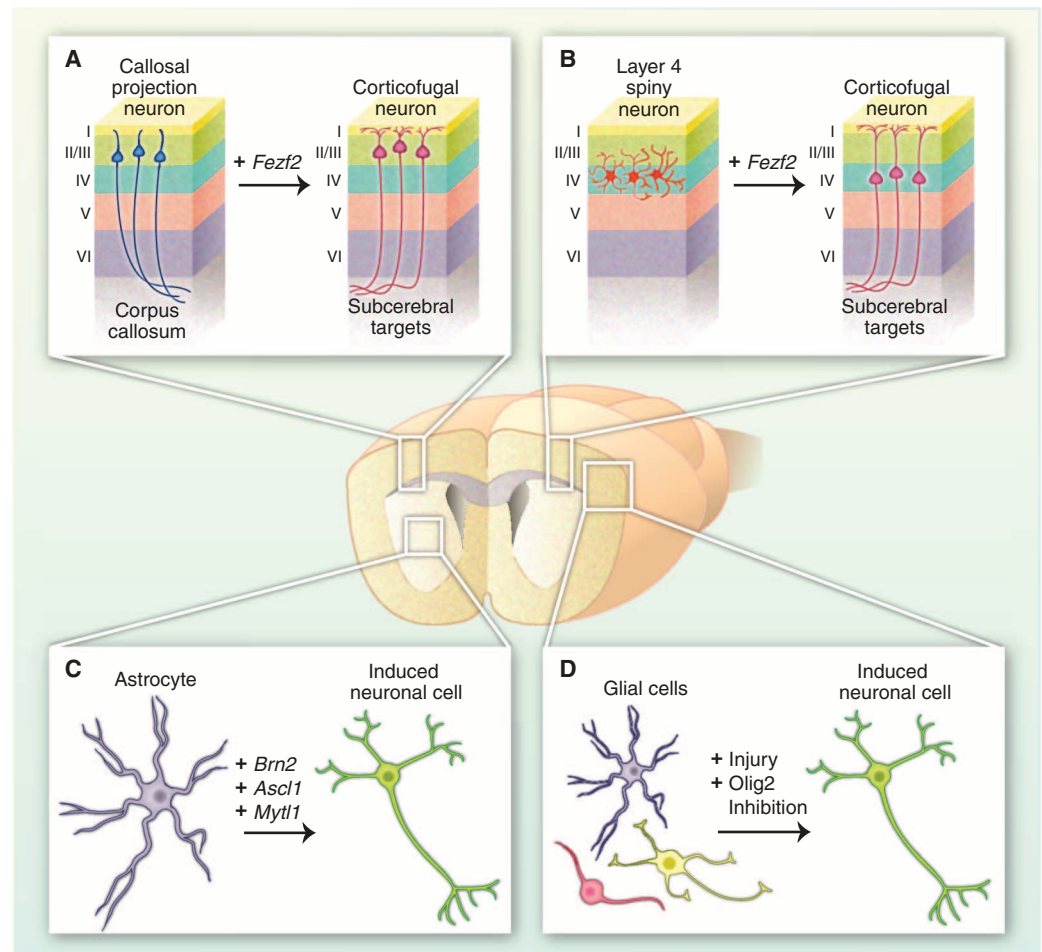 A
Callosal
projection
neuron
I
II/III
IV
V
VI
Corpus
callosum
+ Fezf2
Corticofugal
neuron
I
II/III
IV
V
VI
Subcerebral
targets
B
Layer 4
spiny
neuron
I
II/III
IV
V
VI
+ Fezf2
Corticofugal
neuron
I
II/III
IV
V
VI
Subcerebral
targets
C
Astrocyte
+ Brn2
+ Ascl1
+ Mytl1
Induced
neuronal cell
D
Glial cells
+ Injury
+ Olig2
Inhibition
Induced
neuronal cell